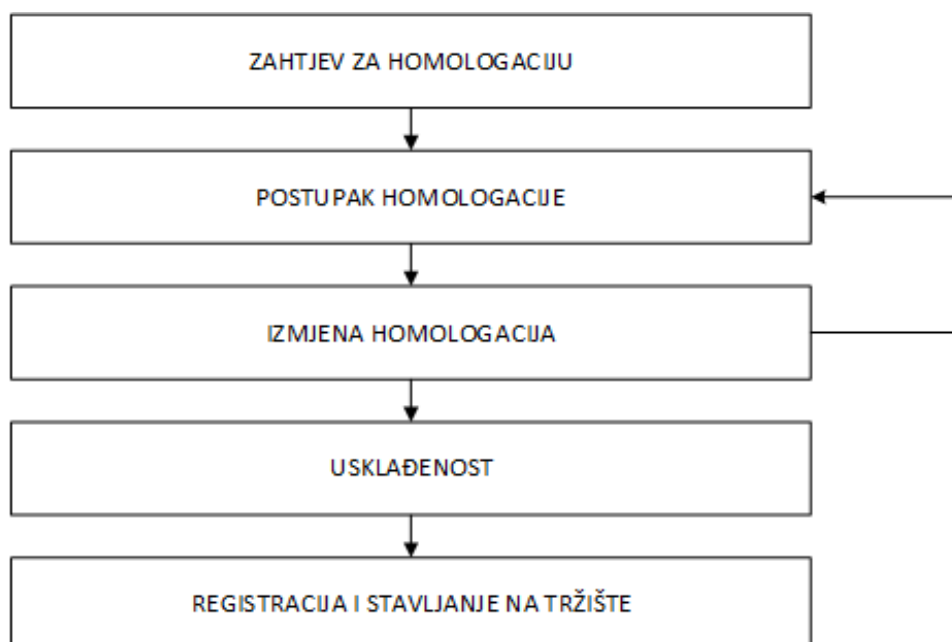 ZAHTJEV ZA HOMOLOGACIJU
POSTUPAK HOMOLOGACIJE
IZMJENA HOMOLOGACIJA
USKLAĐENOST
REGISTRACIJA I STAVLJANJE NA TRŽIŠTE